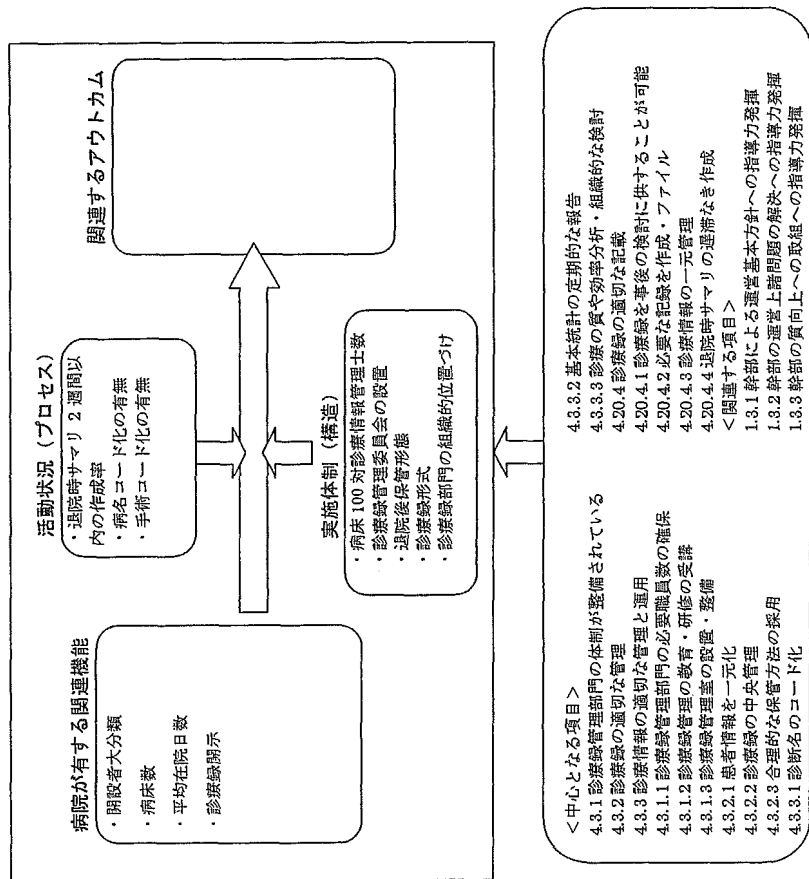 病院が有する関連機能
・開設者大分類
・病床数
・平均在院日数
・診療録開示
活動状況（プロセス）
・退院時サマリ 2 週間以
内の作成率
・病名コード化の有無
・手術コード化の有無
実施体制（構造）
・病床 100 対診療情報管理士数
・診療録管理委員会の設置
・退院後保管形態
・診療録形式
・診療録部門の組織的位置づけ
関連するアウトカム
＜中心となる項目＞
4.3.1 診療録管理部門の体制が整備されている
4.3.2 診療録の適切な管理
4.3.3 診療情報の適切な管理と運用
4.3.1.1 診療録管理部門の必要職員数の確保
4.3.1.2 診療録管理の教育・研修の受講
4.3.1.3 診療録管理室の設置・整備
4.3.2.1 患者情報を一元化
4.3.2.2 診療録の中央管理
4.3.2.3 合理的な保管方法の採用
4.3.3.1 診断名のコード化
4.3.3.2 基本統計の定期的な報告
4.3.3.3 診療の質や効率分析・組織的な検討
4.20.4 診療録の適切な記載
4.20.4.1 診療録を事後の検討に供することが可能
4.20.4.2 必要な記録を作成・ファイル
4.20.4.3 診療情報の一元管理
4.20.4.4 退院時サマリの遅滞なき作成
＜関連する項目＞
1.3.1 幹部による運営基本方針への指導力発揮
1.3.2 幹部の運営上諸問題の解決への指導力発揮
1.3.3 幹部の質向上への取組への指導力発揮